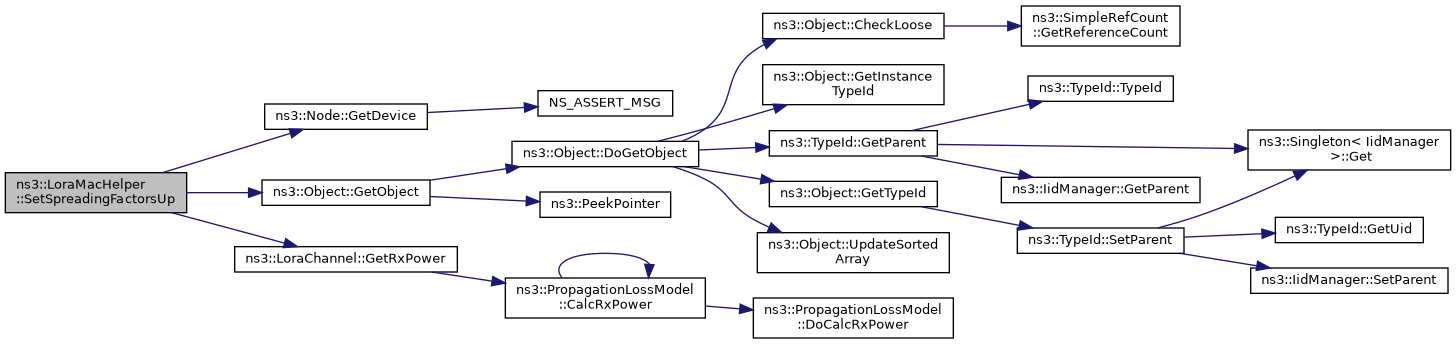 ns3::LoraMacHelper
::SetSpreadingFactorsUp
ns3::Node::GetDevice
NS_ASSERT_MSG
ns3::Object::GetObject
ns3::Object::DoGetObject
ns3::Object::CheckLoose
ns3::SimpleRefCount
::GetReferenceCount
ns3::Object::GetInstance
TypeId
ns3::TypeId::GetParent
ns3::TypeId::TypeId
ns3::Singleton< IidManager
>::Get
ns3::IidManager::GetParent
ns3::Object::GetTypeId
ns3::TypeId::SetParent
ns3::TypeId::GetUid
ns3::IidManager::SetParent
ns3::Object::UpdateSorted
Array
ns3::PeekPointer
ns3::LoraChannel::GetRxPower
ns3::PropagationLossModel
::CalcRxPower
ns3::PropagationLossModel
::DoCalcRxPower